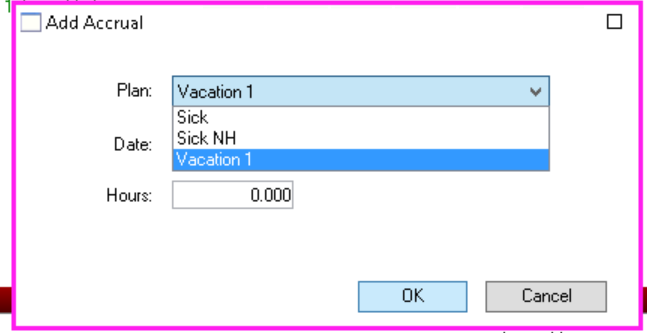 Add Accrual
Plan: Vacation 1
Sick
Sick NH
Date:
Vacation 1
Hours: 0.000
OK Cancel